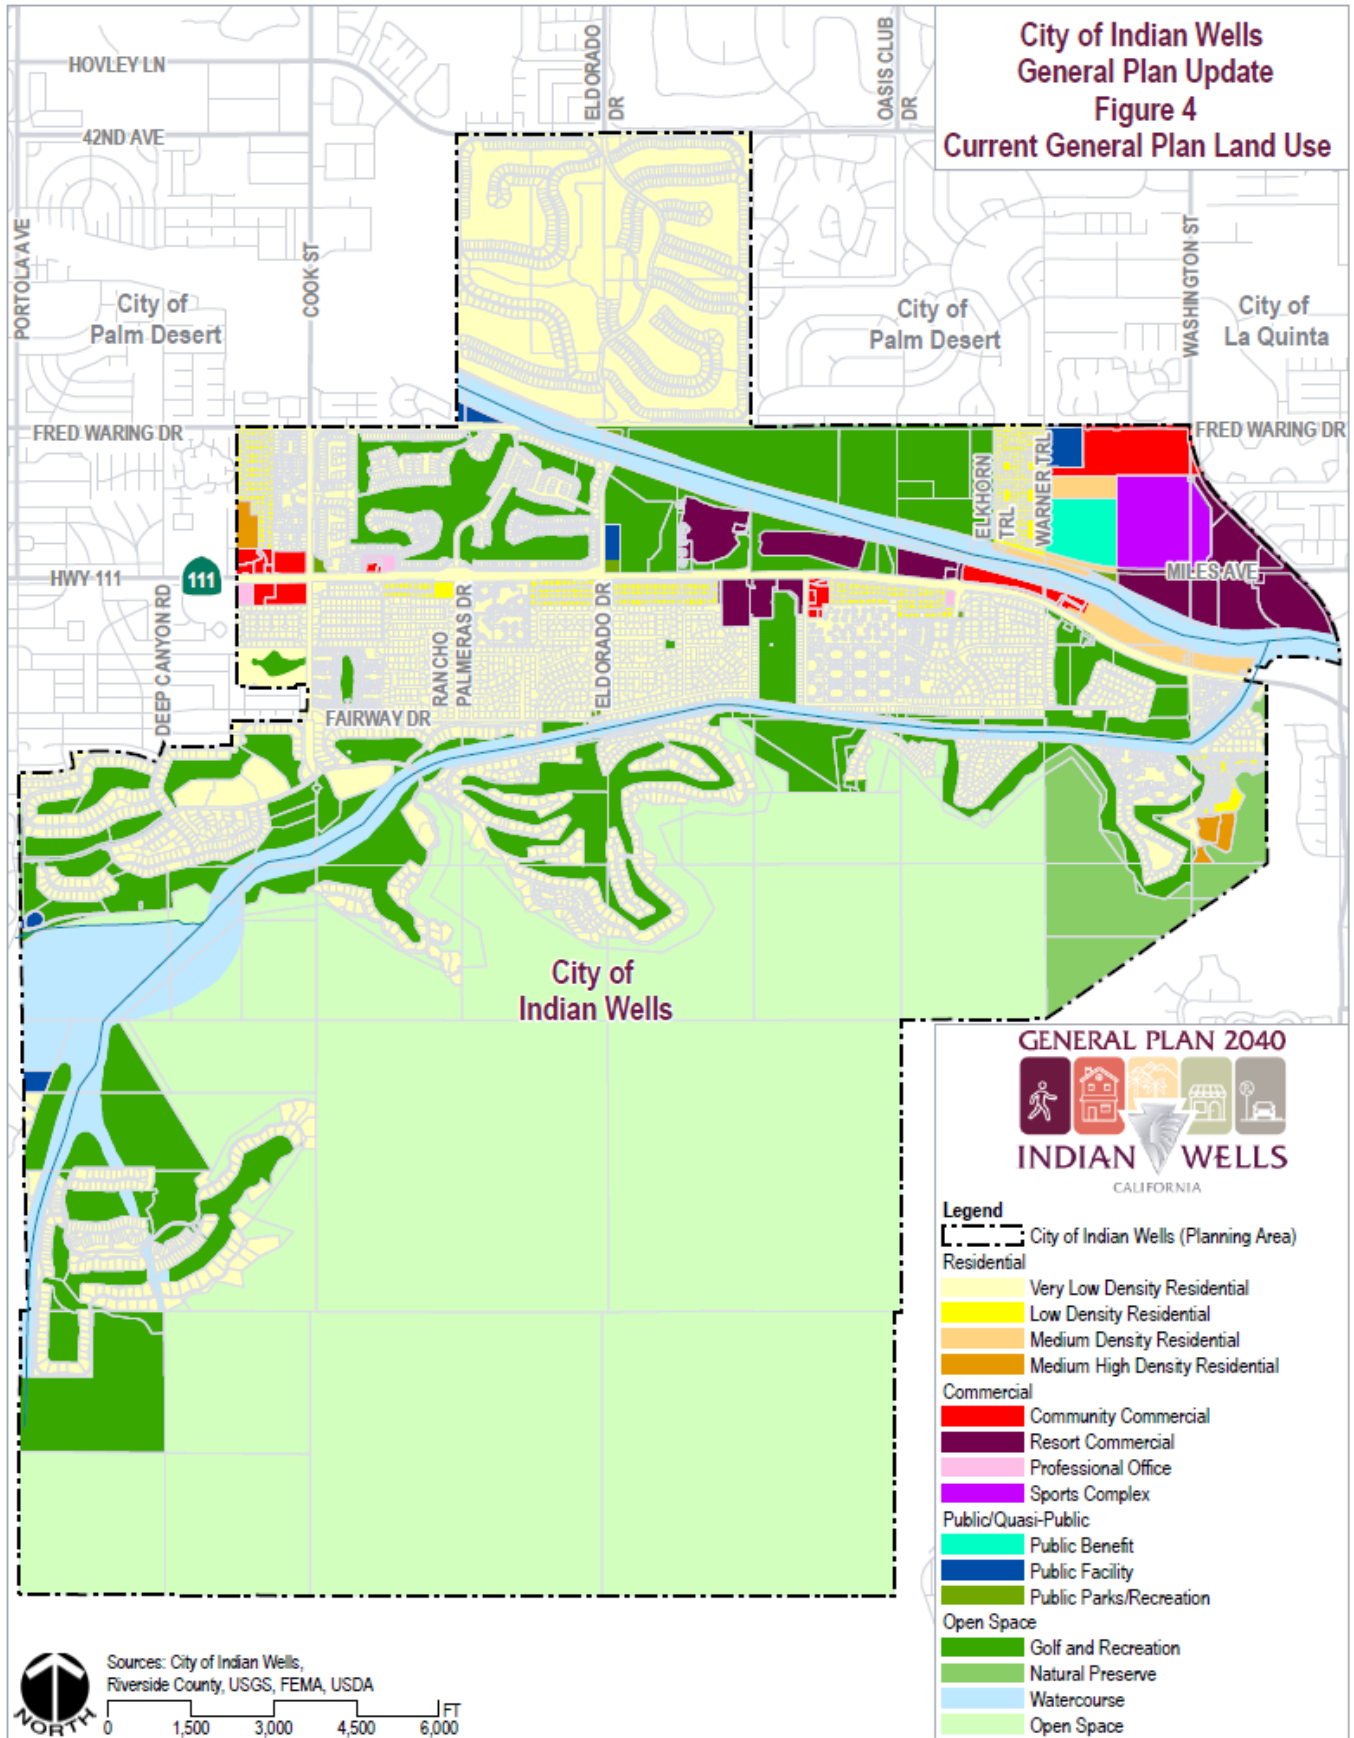 City of Indian Wells
General Plan Update
Figure 4
Current General Plan Land Use
HOVLEY LN
42ND AVE
PORTOLA AVE
COOK ST
ELDORADO
DR
OASIS CLUB
DR
WASHINGTON ST
City of
Palm Desert
City of
Palm Desert
City of
La Quinta
FRED WARING DR
FRED WARING DR
ELKHORN
TRL
WARNER TRL
HWY 111
111
MILES AVE
DEEP CANYON RD
RANCHO
PALMERAS DR
ELDORADO DR
FAIRWAY DR
City of
Indian Wells
GENERAL PLAN 2040
INDIAN WELLS
CALIFORNIA
Legend
City of Indian Wells (Planning Area)
Residential
Very Low Density Residential
Low Density Residential
Medium Density Residential
Medium High Density Residential
Commercial
Community Commercial
Resort Commercial
Professional Office
Sports Complex
Public/Quasi-Public
Public Benefit
Public Facility
Public Parks/Recreation
Open Space
Golf and Recreation
Natural Preserve
Watercourse
Open Space
NORTH
Sources: City of Indian Wells,
Riverside County, USGS, FEMA, USDA
FT
0 1,500 3,000 4,500 6,000